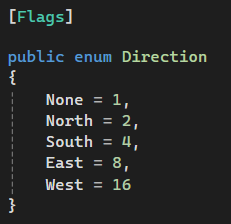 [Flags]
public enum Direction
{
    None = 1,
    North = 2,
    South = 4,
    East = 8,
    West = 16
}